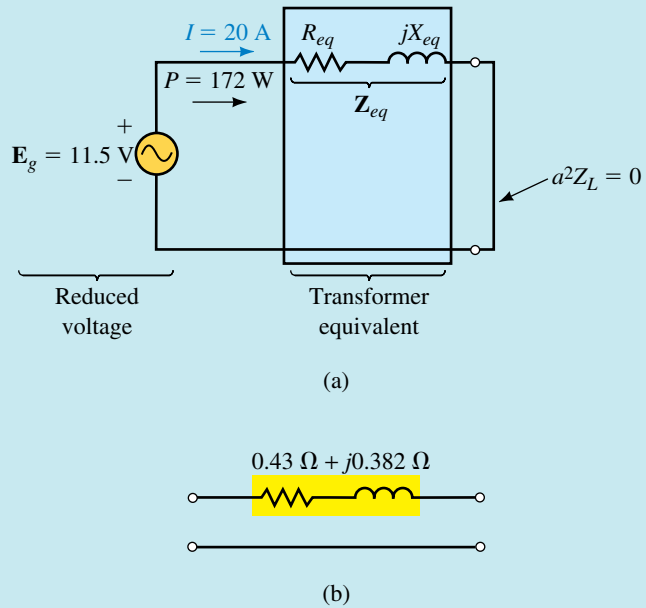 I = 20 A
R_eq jX_eq
P = 172 W
Z_eq
+
E_g = 11.5 V
−
a²Z_L = 0
Reduced
voltage
Transformer
equivalent
(a)
0.43 Ω + j0.382 Ω
(b)